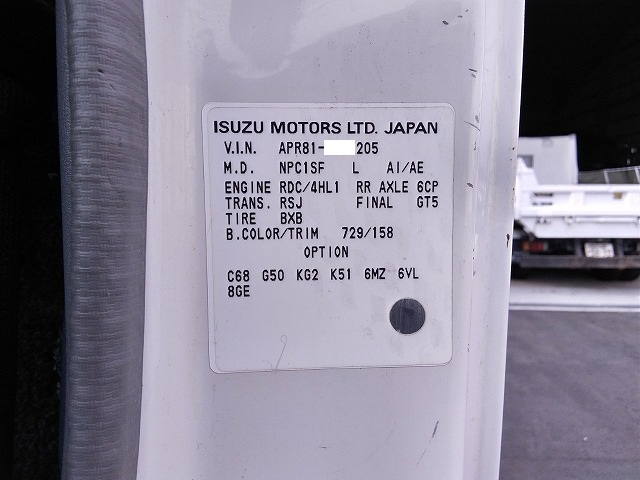 ISUZU MOTORS LTD. JAPAN
V.I.N. APR81- 205
M.D. NPC1SF L AI/AE
ENGINE RDC/4HL1 RR AXLE 6CP
TRANS. RSJ FINAL GT5
TIRE BXB
B.COLOR/TRIM 729/158
OPTION
C68 G50 KG2 K51 6MZ 6VL
8GE